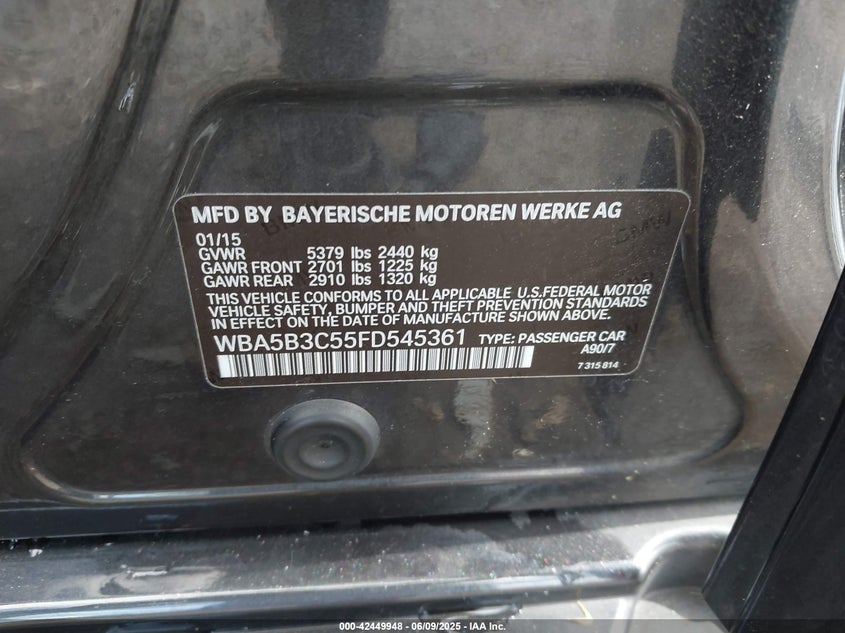 MFD BY BAYERISCHE MOTOREN WERKE AG
01/15
GVWR 5379 lbs 2440 kg
GAWR FRONT 2701 lbs 1225 kg
GAWR REAR 2910 lbs 1320 kg
THIS VEHICLE CONFORMS TO ALL APPLICABLE U.S.FEDERAL MOTOR
VEHICLE SAFETY, BUMPER AND THEFT PREVENTION STANDARDS
IN EFFECT ON THE DATE OF MANUFACTURE SHOWN ABOVE.
WBA5B3C55FD545361 TYPE: PASSENGER CAR
A90/7
7 315 814
000-42449948 - 06/09/2025 - IAA Inc.